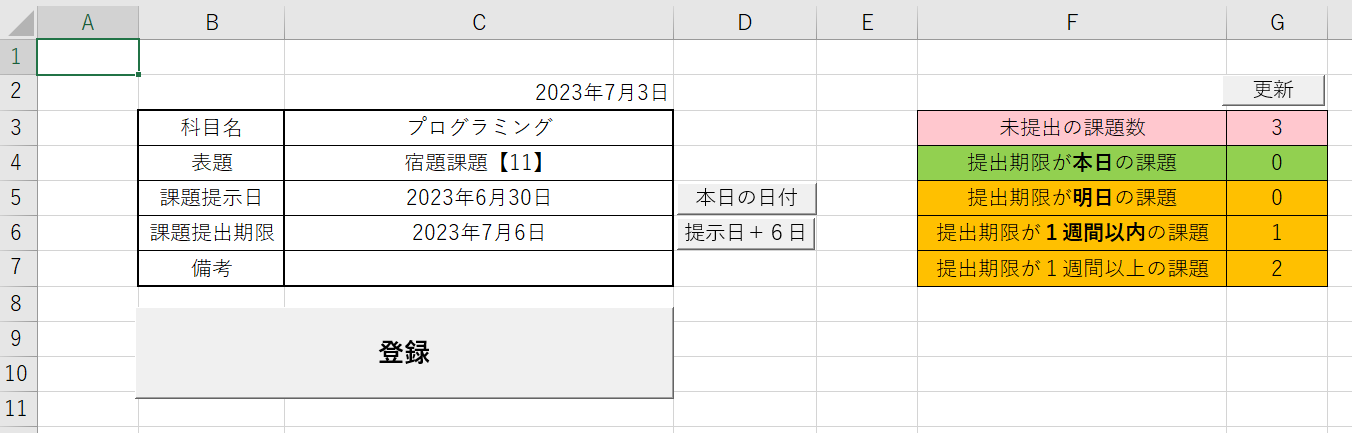 A B C D E F G
1
2 2023年7月3日 更新
3 科目名 プログラミング 未提出の課題数 3
4 表題 宿題課題【11】 提出期限が本日の課題 0
5 課題提示日 2023年6月30日 本日の日付 提出期限が明日の課題 0
6 課題提出期限 2023年7月6日 提示日＋６日 提出期限が１週間以内の課題 1
7 備考 提出期限が１週間以上の課題 2
8
9 登録
10
11